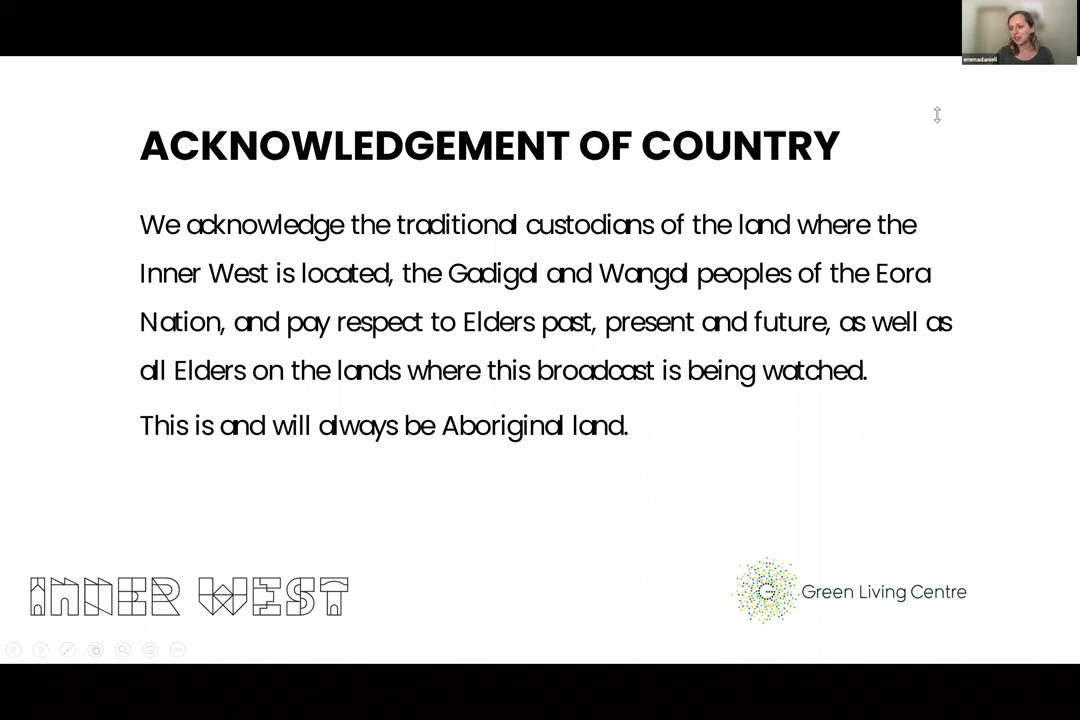 emmadaniell
ACKNOWLEDGEMENT OF COUNTRY
We acknowledge the traditional custodians of the land where the
Inner West is located, the Gadigal and Wangal peoples of the Eora
Nation, and pay respect to Elders past, present and future, as well as
all Elders on the lands where this broadcast is being watched.
This is and will always be Aboriginal land.
INNER WEST
Green Living Centre